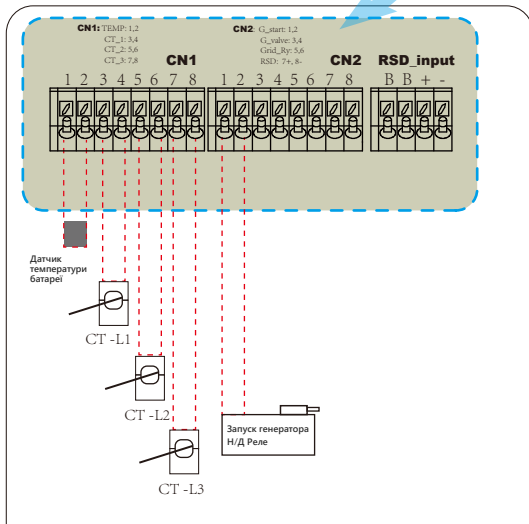 CN1: TEMP: 1,2
CT_1: 3,4
CT_2: 5,6
CT_3: 7,8
CN2: G_start: 1,2
G_valve: 3,4
Grid_Ry: 5,6
RSD: 7+, 8-
CN1 CN2 RSD_input
1 2 3 4 5 6 7 8 1 2 3 4 5 6 7 8 B B + -
Датчик
температури
батареї
CT -L1
CT -L2
CT -L3
Запуск генератора
Н/Д Реле